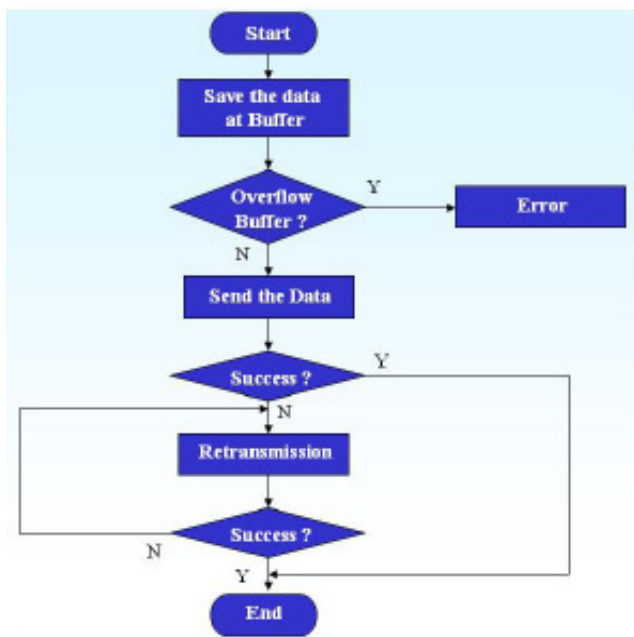 Start
Save the data
at Buffer
Overflow
Buffer ?
Y
Error
N
Send the Data
Success ?
Y
N
Retransmission
Success ?
N
Y
End